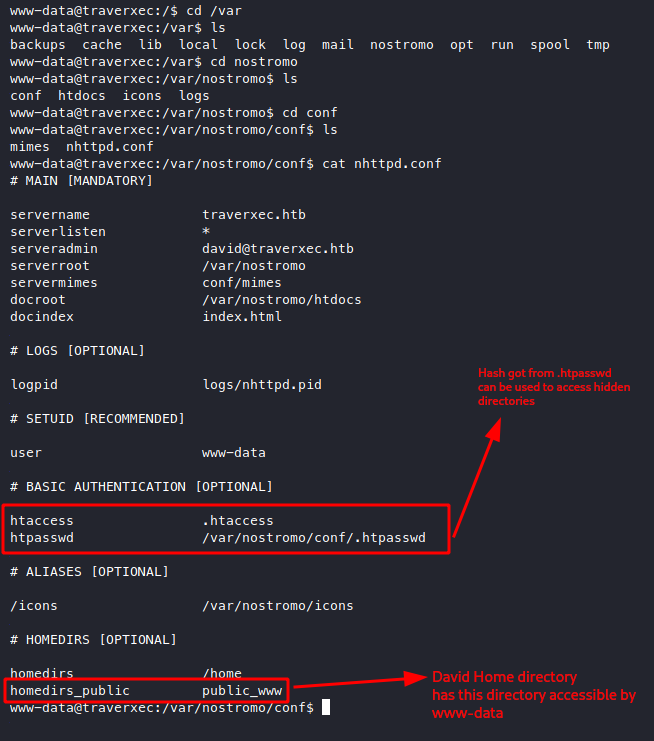 www-data@traverxec:/$ cd /var
www-data@traverxec:/var$ ls
backups  cache  lib  local  lock  log  mail  nostromo  opt  run  spool  tmp
www-data@traverxec:/var$ cd nostromo
www-data@traverxec:/var/nostromo$ ls
conf  htdocs  icons  logs
www-data@traverxec:/var/nostromo$ cd conf
www-data@traverxec:/var/nostromo/conf$ ls
mimes  nhttpd.conf
www-data@traverxec:/var/nostromo/conf$ cat nhttpd.conf
# MAIN [MANDATORY]
servername              traverxec.htb
serverlisten            *
serveradmin             david@traverxec.htb
serverroot              /var/nostromo
servermimes             conf/mimes
docroot                 /var/nostromo/htdocs
docindex                index.html
# LOGS [OPTIONAL]
logpid                  logs/nhttpd.pid
# SETUID [RECOMMENDED]
user                    www-data
# BASIC AUTHENTICATION [OPTIONAL]
htaccess                .htaccess
htpasswd                /var/nostromo/conf/.htpasswd
# ALIASES [OPTIONAL]
/icons                  /var/nostromo/icons
# HOMEDIRS [OPTIONAL]
homedirs                /home
homedirs_public         public_www
www-data@traverxec:/var/nostromo/conf$
Hash got from .htpasswd
can be used to access hidden
directories
David Home directory
has this directory accessible by
www-data